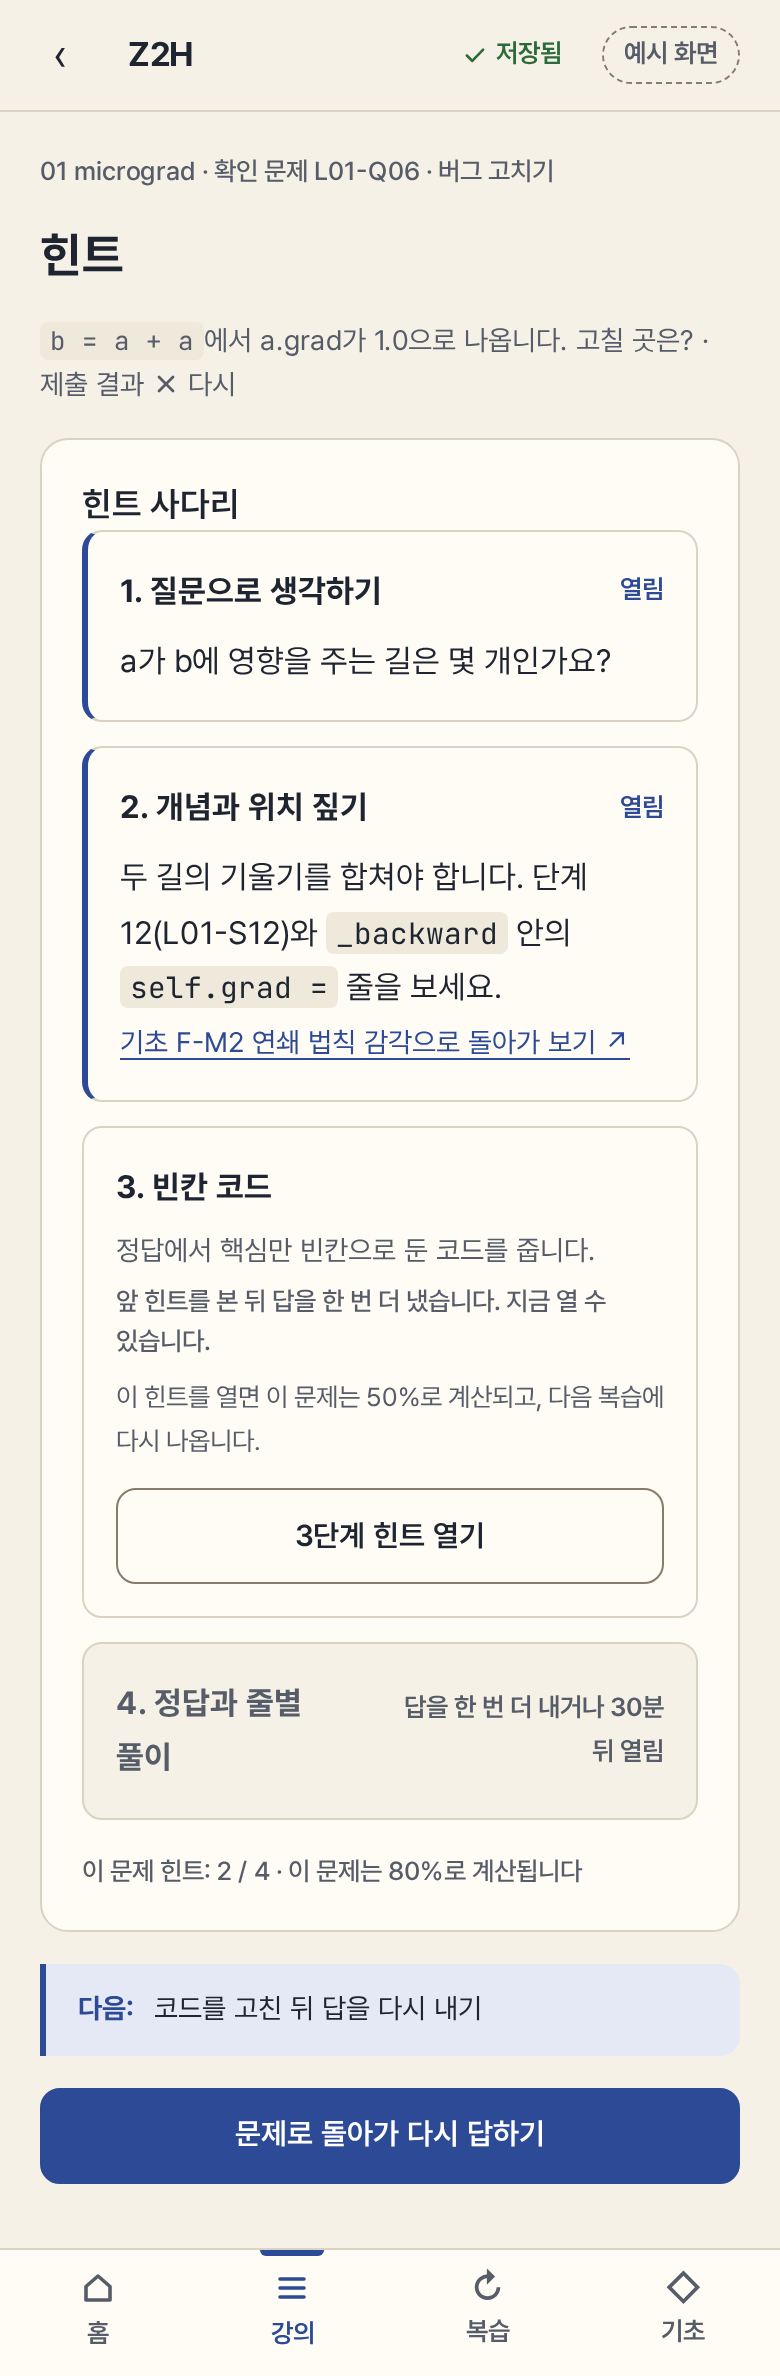 ‹ Z2H ✓ 저장됨 예시 화면
01 micrograd · 확인 문제 L01-Q06 · 버그 고치기
힌트
b = a + a에서 a.grad가 1.0으로 나옵니다. 고칠 곳은? ·
제출 결과 ✕ 다시
힌트 사다리
1. 질문으로 생각하기 열림
a가 b에 영향을 주는 길은 몇 개인가요?
2. 개념과 위치 짚기 열림
두 길의 기울기를 합쳐야 합니다. 단계
12(L01-S12)와 _backward 안의
self.grad = 줄을 보세요.
기초 F-M2 연쇄 법칙 감각으로 돌아가 보기 ↗
3. 빈칸 코드
정답에서 핵심만 빈칸으로 둔 코드를 줍니다.
앞 힌트를 본 뒤 답을 한 번 더 냈습니다. 지금 열 수
있습니다.
이 힌트를 열면 이 문제는 50%로 계산되고, 다음 복습에
다시 나옵니다.
3단계 힌트 열기
4. 정답과 줄별
풀이
답을 한 번 더 내거나 30분
뒤 열림
이 문제 힌트: 2 / 4 · 이 문제는 80%로 계산됩니다
다음: 코드를 고친 뒤 답을 다시 내기
문제로 돌아가 다시 답하기
홈 강의 복습 기초